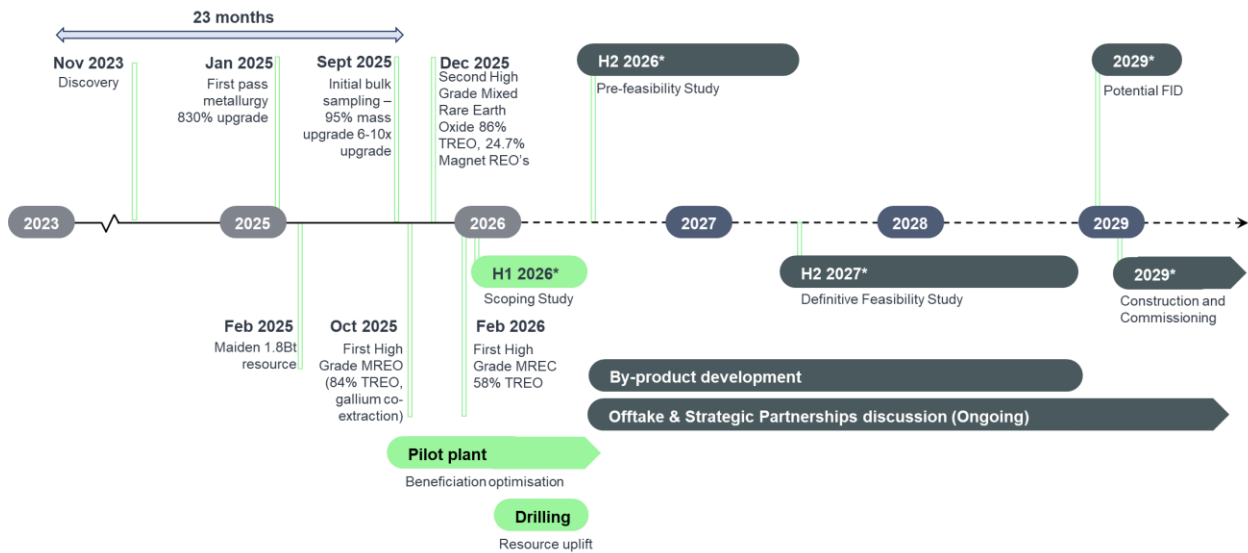 23 months
Nov 2023
Discovery
Jan 2025
First pass
metallurgy
830% upgrade
Sept 2025
Initial bulk
sampling –
95% mass
upgrade 6-10x
upgrade
Dec 2025
Second High
Grade Mixed
Rare Earth
Oxide 86%
TREO, 24.7%
Magnet REO's
H2 2026*
Pre-feasibility Study
2029*
Potential FID
2023
2025
2026
2027
2028
2029
H1 2026*
Scoping Study
H2 2027*
Definitive Feasibility Study
2029*
Construction and
Commissioning
Feb 2025
Maiden 1.8Bt
resource
Oct 2025
First High
Grade MREO
(84% TREO,
gallium co-
extraction)
Feb 2026
First High
Grade MREC
58% TREO
By-product development
Offtake & Strategic Partnerships discussion (Ongoing)
Pilot plant
Beneficiation optimisation
Drilling
Resource uplift